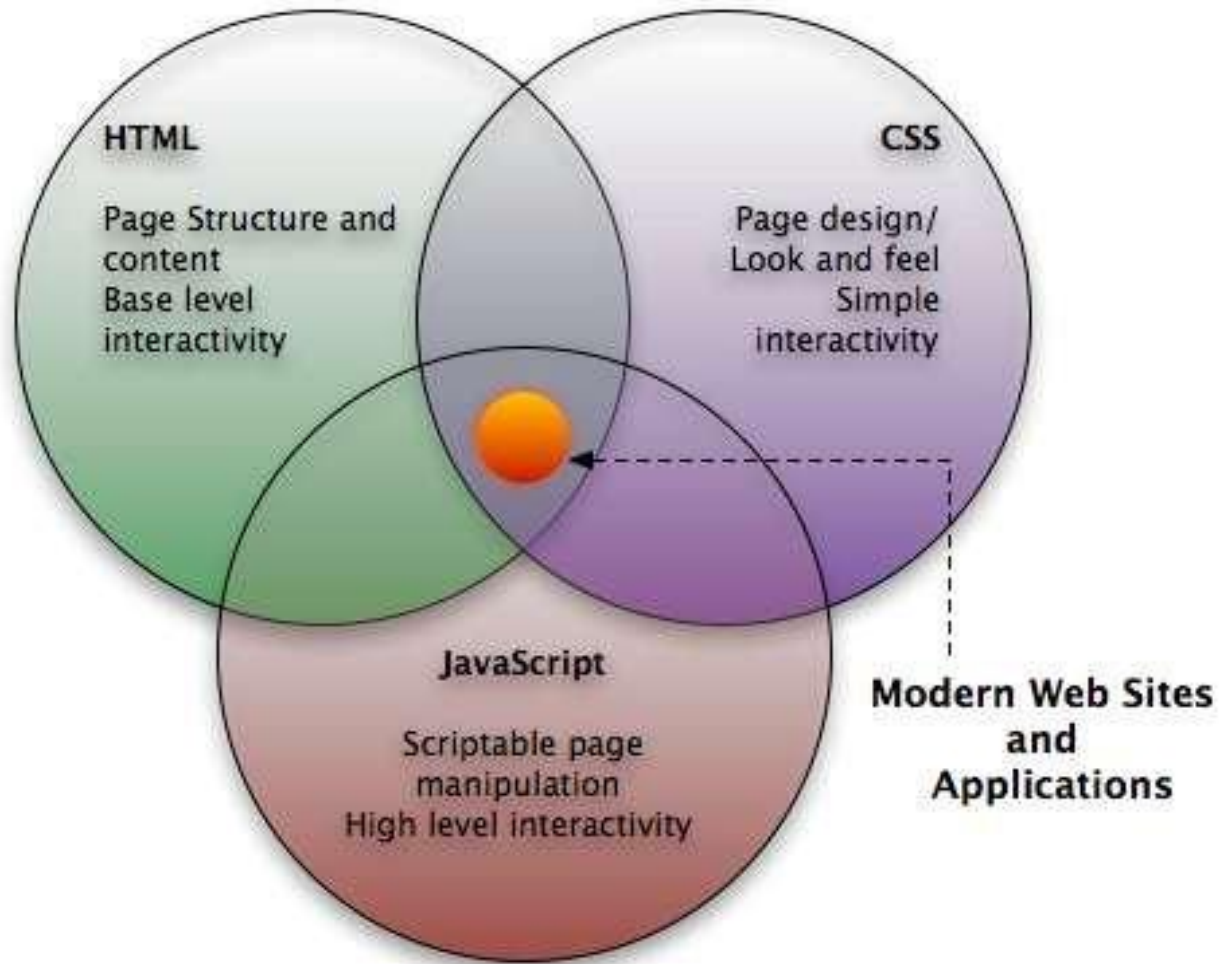 HTML
Page Structure and
content
Base level
interactivity
CSS
Page design/
Look and feel
Simple
interactivity
JavaScript
Scriptable page
manipulation
High level interactivity
Modern Web Sites
and
Applications